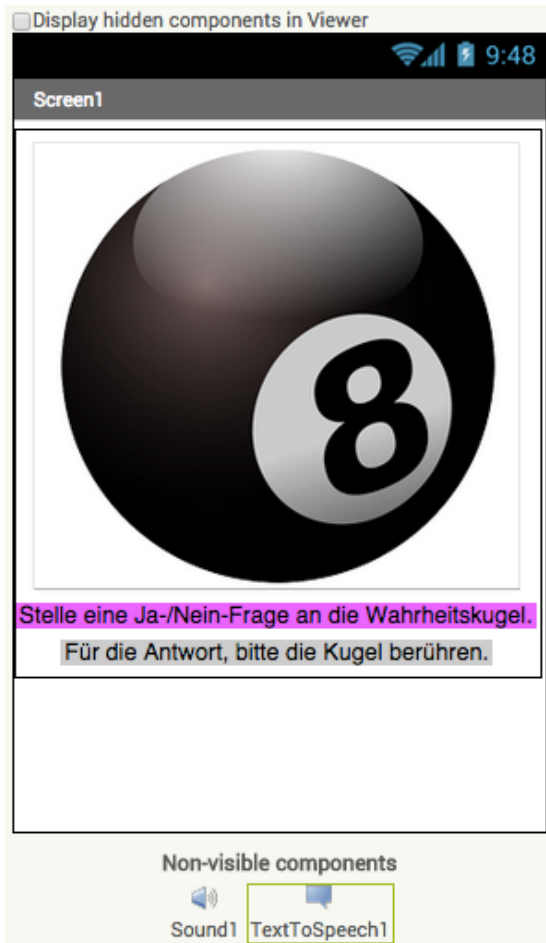 Display hidden components in Viewer
9:48
Screen1
8
Stelle eine Ja-/Nein-Frage an die Wahrheitskugel.
Für die Antwort, bitte die Kugel berühren.
Non-visible components
Sound1 TextToSpeech1